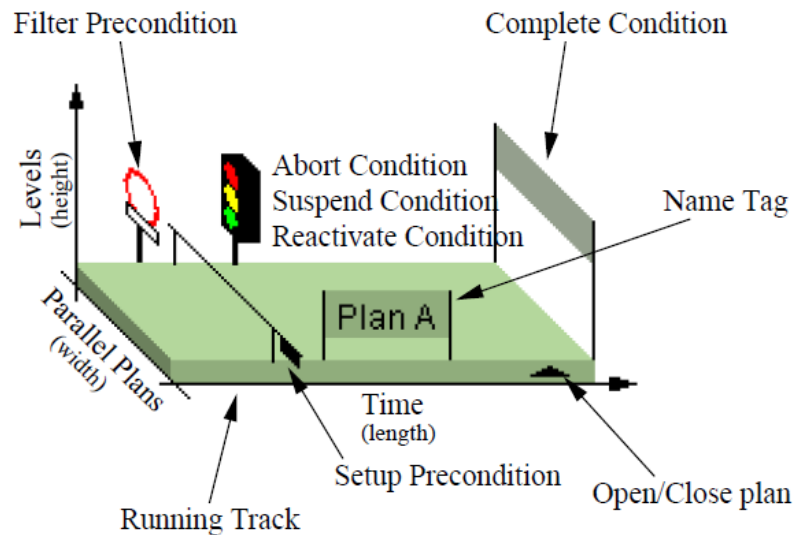 Filter Precondition
Complete Condition
Levels
(height)
Abort Condition
Suspend Condition
Reactivate Condition
Name Tag
Plan A
Parallel Plans
(width)
Time
(length)
Setup Precondition
Open/Close plan
Running Track